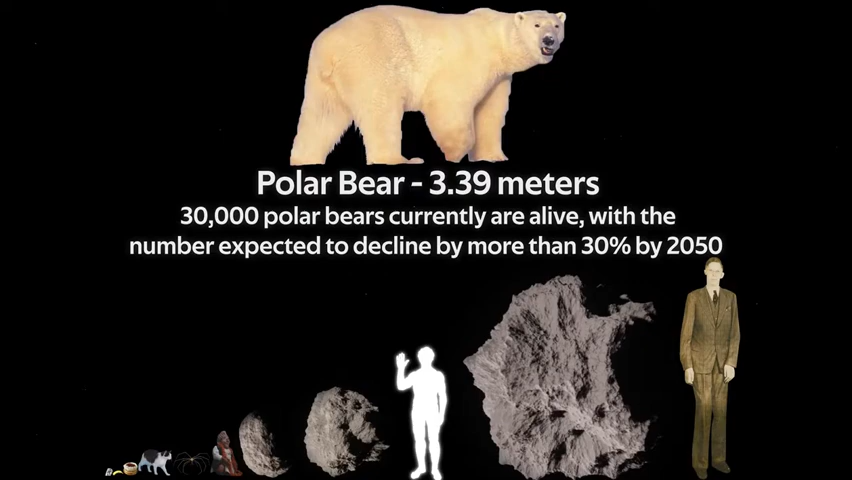 Polar Bear - 3.39 meters
30,000 polar bears currently are alive, with the
number expected to decline by more than 30% by 2050